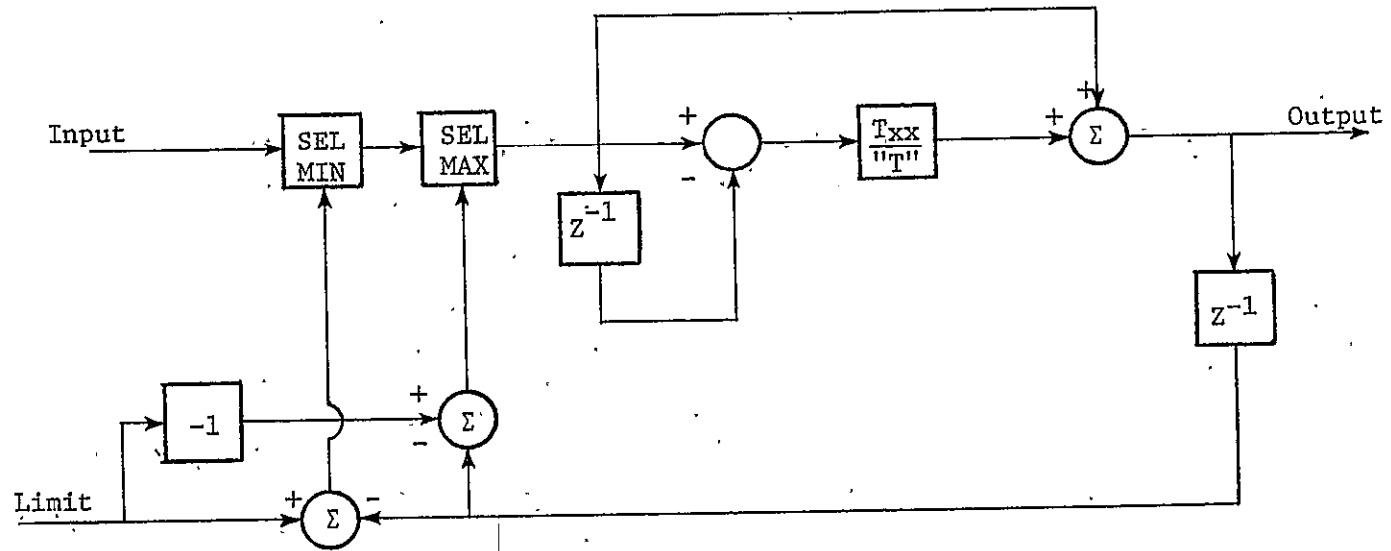 Input
SEL
MIN
SEL
MAX
+
-
Txx
"T"
+
+
Σ
Output
Z-1
Z-1
-1
+
-
Σ
Limit
+
-
Σ